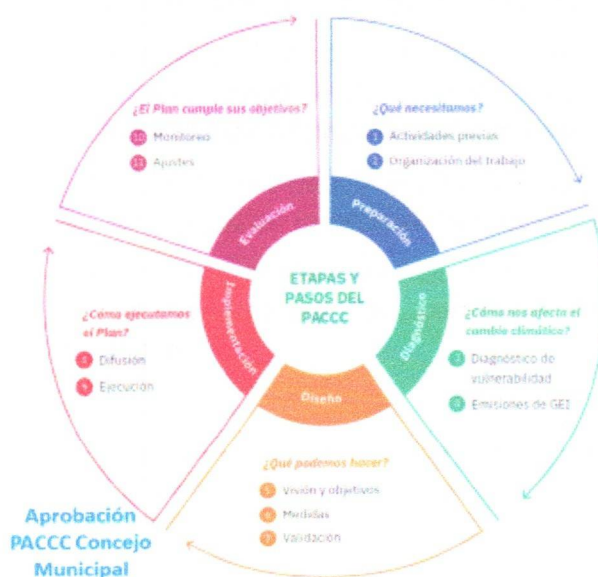 ETAPAS Y
PASOS DEL
PACCC
Preparación
¿Qué necesitamos?
1 Actividades previas
2 Organización del trabajo
Diagnóstico
¿Cómo nos afecta el
cambio climático?
3 Diagnóstico de
vulnerabilidad
4 Emisiones de GEI
Diseño
¿Qué podemos hacer?
5 Visión y objetivos
6 Medidas
7 Validación
Aprobación
PACCC Concejo
Municipal
Implementación
¿Cómo ejecutamos
el Plan?
8 Difusión
9 Ejecución
Evaluación
¿El Plan cumple sus objetivos?
10 Monitoreo
11 Ajustes